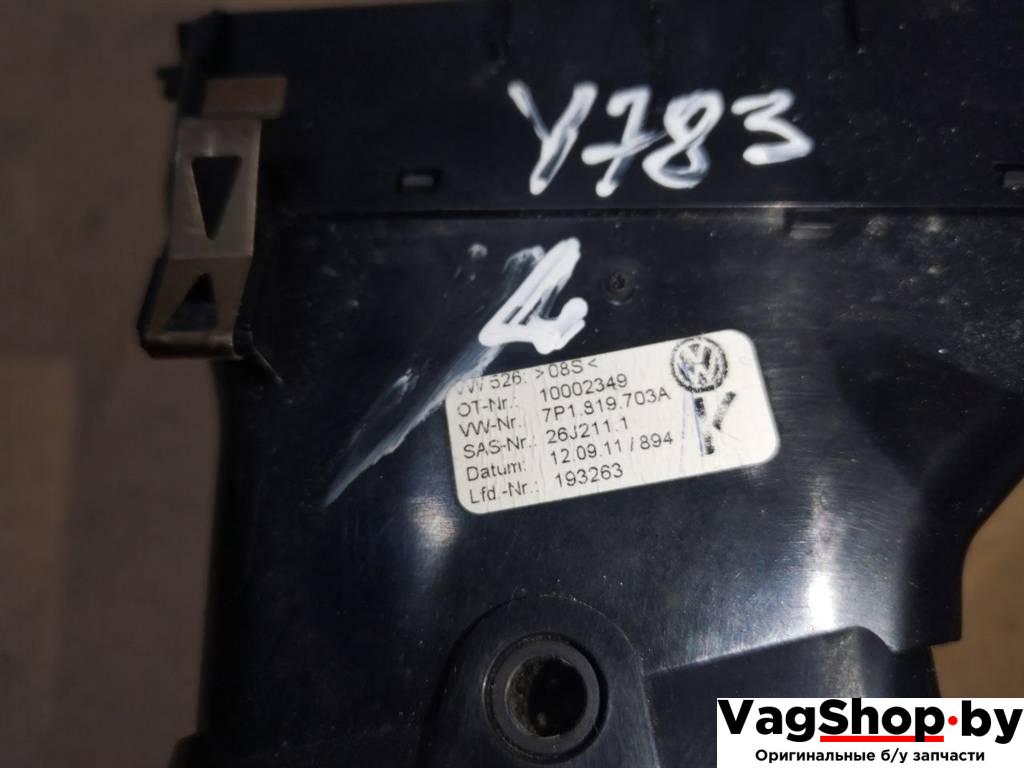 Y783
VW 526. >08S<
OT-Nr.: 10002349
VW-Nr. 7P1.819.703A
SAS-Nr.: 26J211.1
Datum: 12.09.11 / 894
Lfd.-Nr.: 193263
K
VagShop.by
Оригинальные б/у запчасти